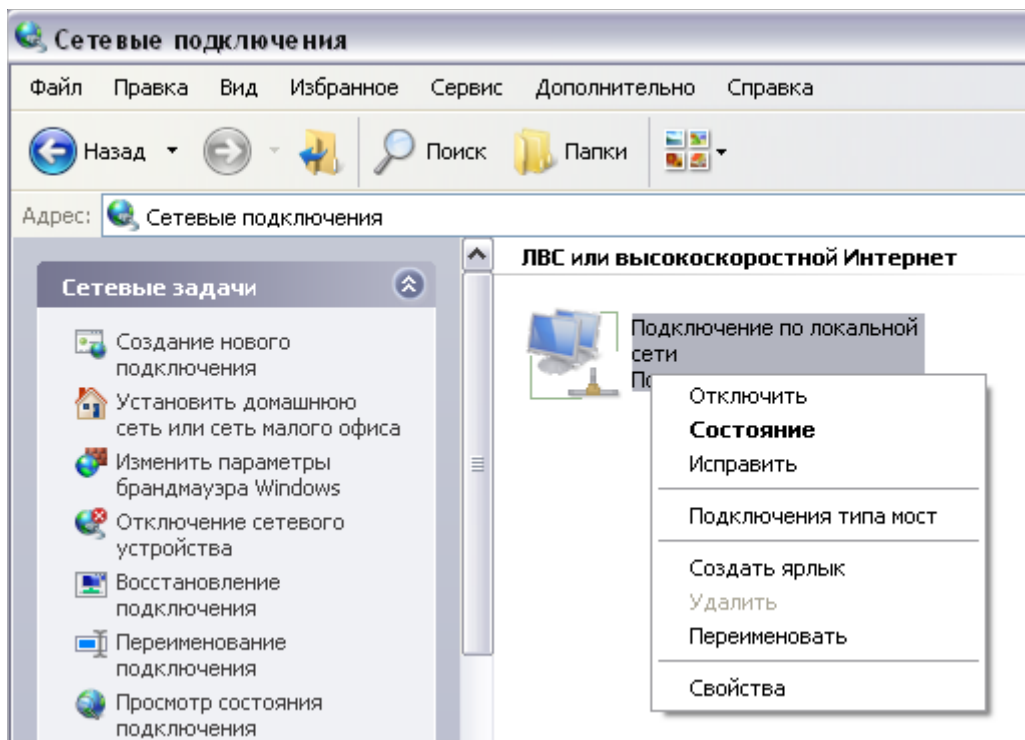 Сетевые подключения
Файл Правка Вид Избранное Сервис Дополнительно Справка
Назад Поиск Папки
Адрес: Сетевые подключения
Сетевые задачи
Создание нового
подключения
Установить домашнюю
сеть или сеть малого офиса
Изменить параметры
брандмауэра Windows
Отключение сетевого
устройства
Восстановление
подключения
Переименование
подключения
Просмотр состояния
подключения
ЛВС или высокоскоростной Интернет
Подключение по локальной
сети
Отключить
Состояние
Исправить
Подключения типа мост
Создать ярлык
Удалить
Переименовать
Свойства